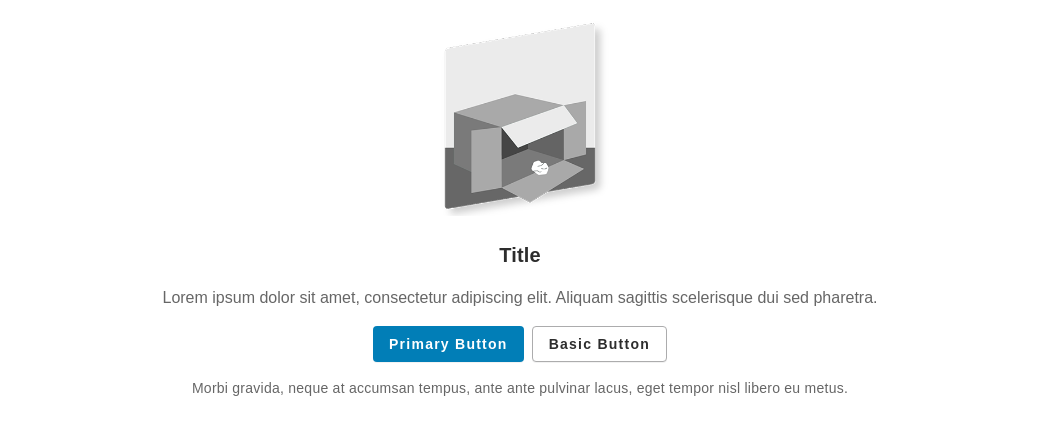 Title
Lorem ipsum dolor sit amet, consectetur adipiscing elit. Aliquam sagittis scelerisque dui sed pharetra.
Primary Button Basic Button
Morbi gravida, neque at accumsan tempus, ante ante pulvinar lacus, eget tempor nisl libero eu metus.